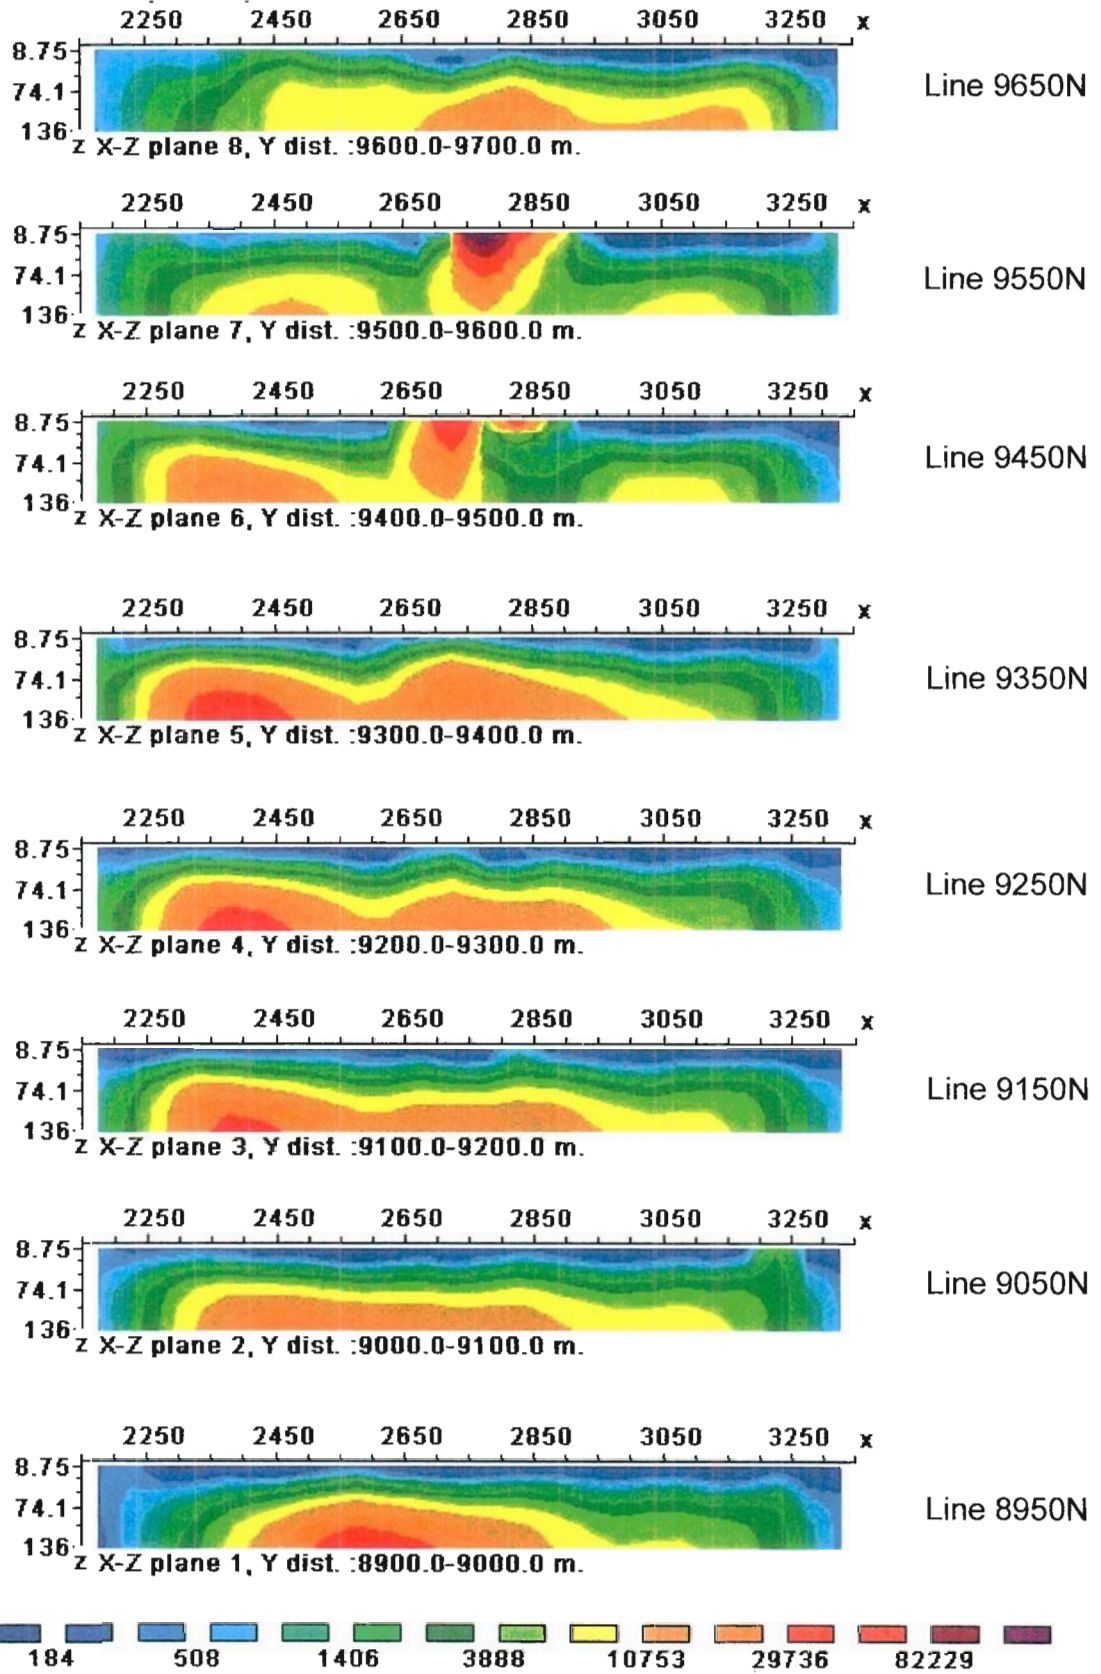 2250 2450 2650 2850 3050 3250 x
8.75
74.1
136
z X-Z plane 8, Y dist. :9600.0-9700.0 m.
Line 9650N
2250 2450 2650 2850 3050 3250 x
8.75
74.1
136
z X-Z plane 7, Y dist. :9500.0-9600.0 m.
Line 9550N
2250 2450 2650 2850 3050 3250 x
8.75
74.1
136
z X-Z plane 6, Y dist. :9400.0-9500.0 m.
Line 9450N
2250 2450 2650 2850 3050 3250 x
8.75
74.1
136
z X-Z plane 5, Y dist. :9300.0-9400.0 m.
Line 9350N
2250 2450 2650 2850 3050 3250 x
8.75
74.1
136
z X-Z plane 4, Y dist. :9200.0-9300.0 m.
Line 9250N
2250 2450 2650 2850 3050 3250 x
8.75
74.1
136
z X-Z plane 3, Y dist. :9100.0-9200.0 m.
Line 9150N
2250 2450 2650 2850 3050 3250 x
8.75
74.1
136
z X-Z plane 2, Y dist. :9000.0-9100.0 m.
Line 9050N
2250 2450 2650 2850 3050 3250 x
8.75
74.1
136
z X-Z plane 1, Y dist. :8900.0-9000.0 m.
Line 8950N
184 508 1406 3888 10753 29736 82229